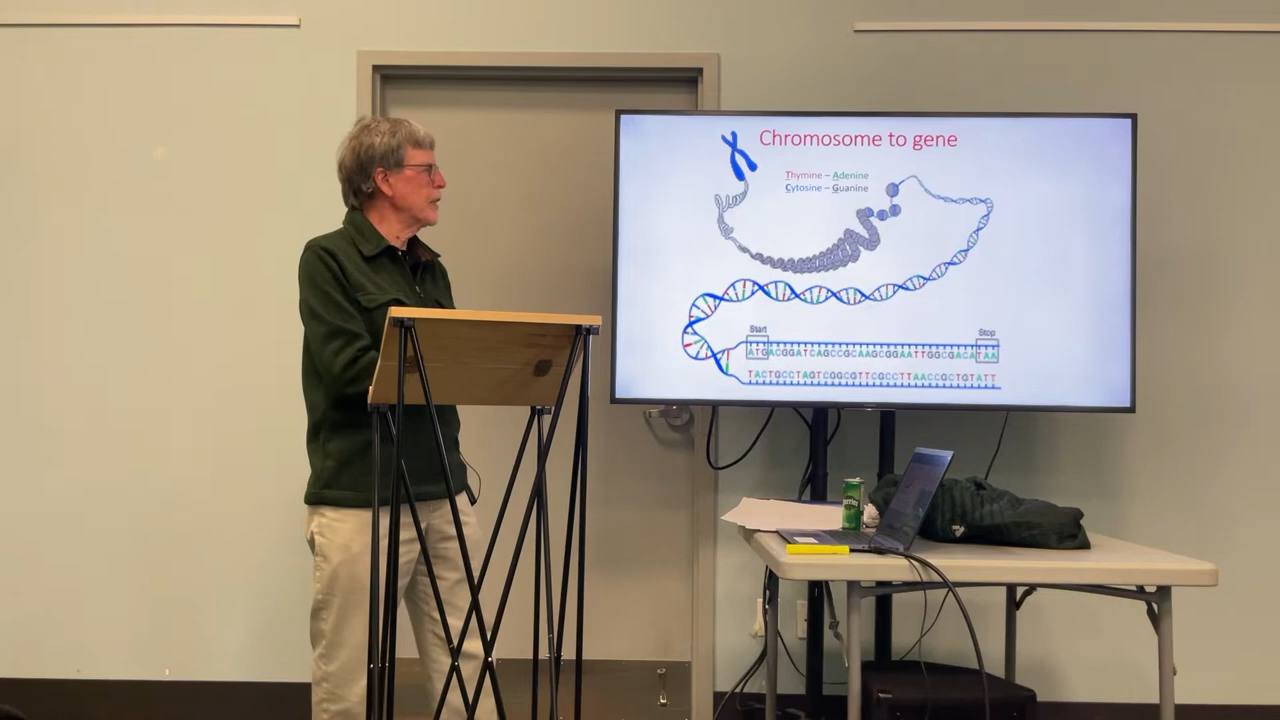 Chromosome to gene
Thymine – Adenine
Cytosine – Guanine
Start
Stop
ATGACGGATCAGCCGCAAGCGGAATTGGCGACATAA
TACTGCCTAGTCGGCGTTCGCCTTAACCGCTGTATT